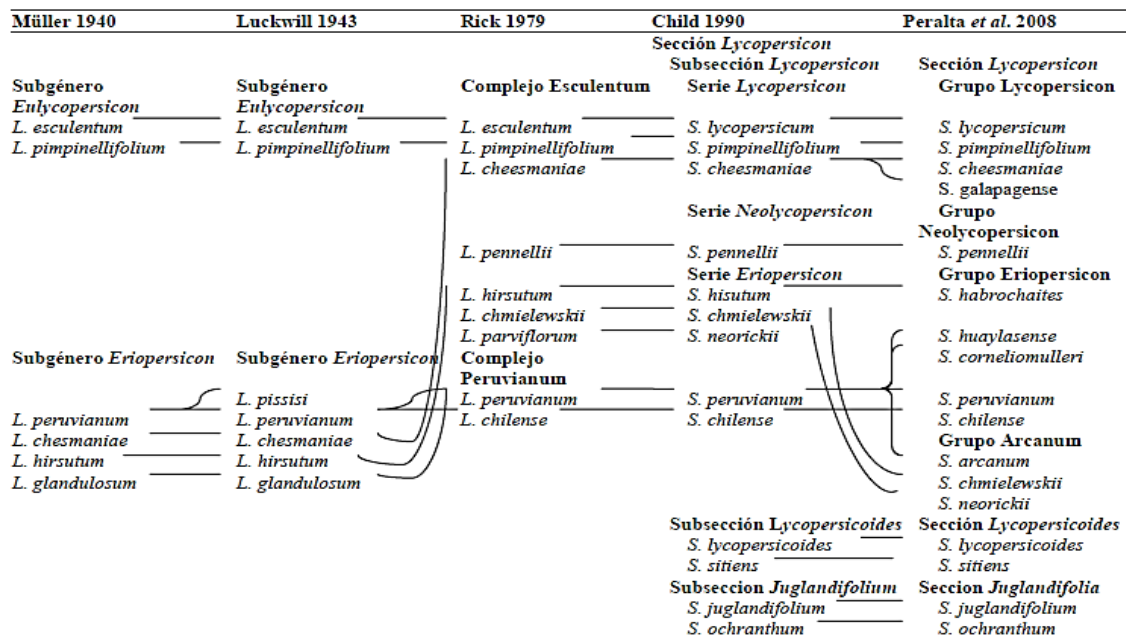 Müller 1940 Luckwill 1943 Rick 1979 Child 1990 Peralta et al. 2008
Sección Lycopersicon
Subsección Lycopersicon Sección Lycopersicon
Subgénero Subgénero Complejo Esculentum Serie Lycopersicon Grupo Lycopersicon
Eulycopersicon Eulycopersicon
L. esculentum L. esculentum L. esculentum S. lycopersicum S. lycopersicum
L. pimpinellifolium L. pimpinellifolium L. pimpinellifolium S. pimpinellifolium S. pimpinellifolium
L. cheesmaniae S. cheesmaniae S. cheesmaniae
S. galapagense
Serie Neolycopersicon Grupo
Neolycopersicon
L. pennellii S. pennellii S. pennellii
Serie Eriopersicon Grupo Eriopersicon
L. hirsutum S. hisutum S. habrochaites
L. chmielewskii S. chmielewskii
L. parviflorum S. neorickii S. huaylasense
Subgénero Eriopersicon Subgénero Eriopersicon Complejo S. corneliomulleri
Peruvianum
L. pissisi L. peruvianum S. peruvianum S. peruvianum
L. peruvianum L. peruvianum L. chilense S. chilense S. chilense
L. chesmaniae L. chesmaniae Grupo Arcanum
L. hirsutum L. hirsutum S. arcanum
L. glandulosum L. glandulosum S. chmielewskii
S. neorickii
Subsección Lycopersicoides Sección Lycopersicoides
S. lycopersicoides S. lycopersicoides
S. sitiens S. sitiens
Subseccion Juglandifolium Seccion Juglandifolia
S. juglandifolium S. juglandifolium
S. ochranthum S. ochranthum